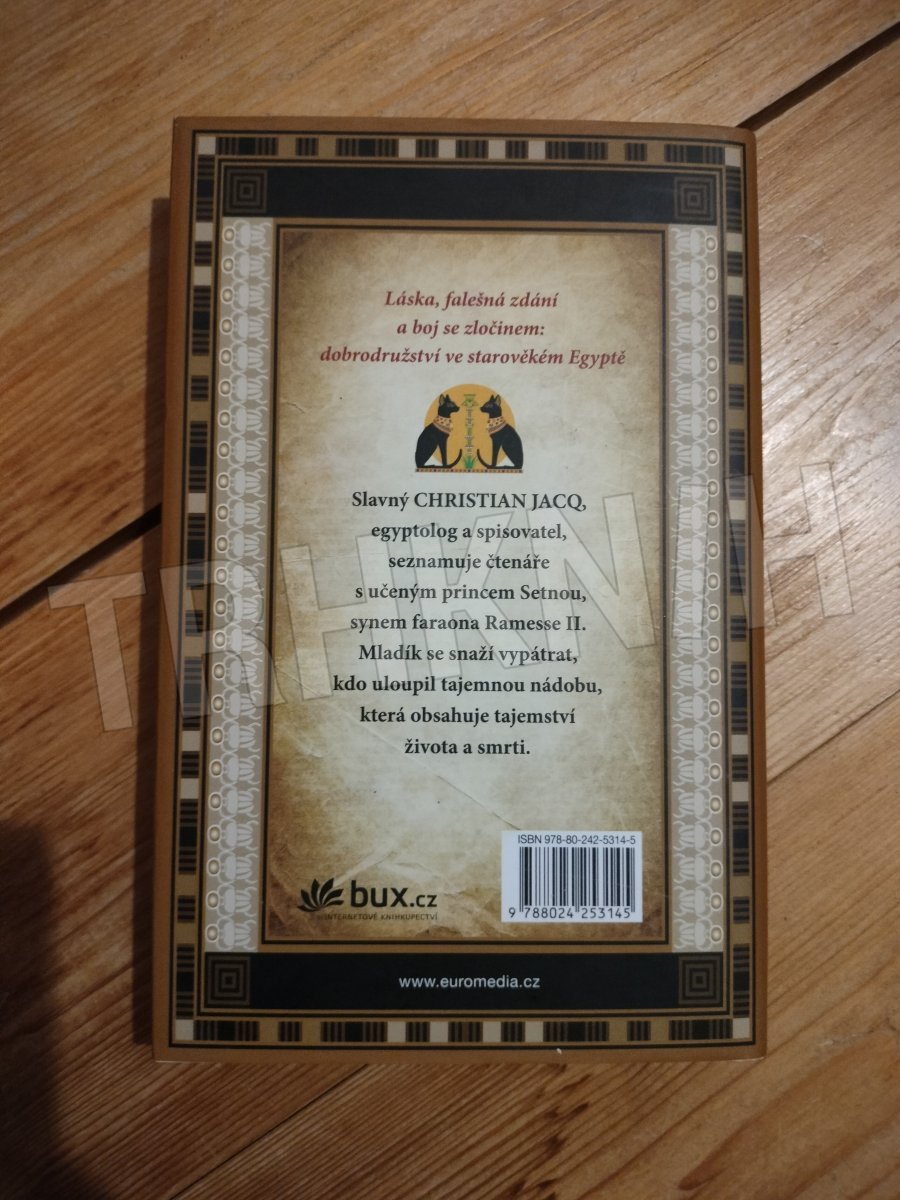 Láska, falešná zdání
a boj se zločinem:
dobrodružství ve starověkém Egyptě
Slavný CHRISTIAN JACQ,
egyptolog a spisovatel,
seznamuje čtenáře
s učeným princem Setnou,
synem faraona Ramesse II.
Mladík se snaží vypátrat,
kdo uloupil tajemnou nádobu,
která obsahuje tajemství
života a smrti.
ISBN 978-80-242-5314-5
9 788024 253145
bux.cz
INTERNETOVÉ KNIHKUPECTVÍ
www.euromedia.cz